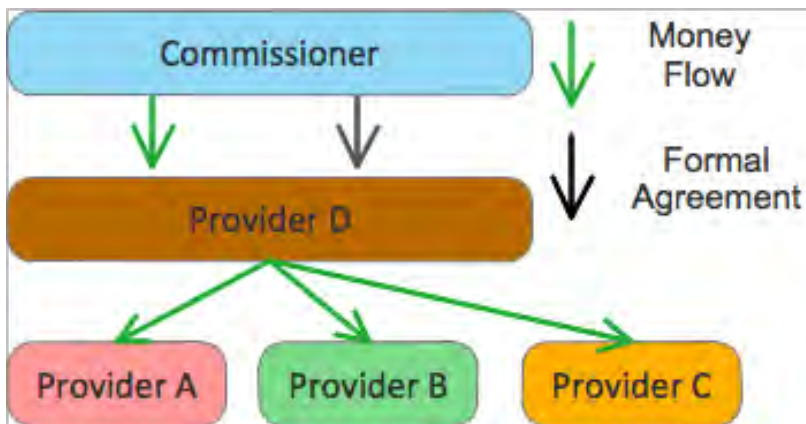 Commissioner
Money
Flow
Formal
Agreement
Provider D
Provider A
Provider B
Provider C